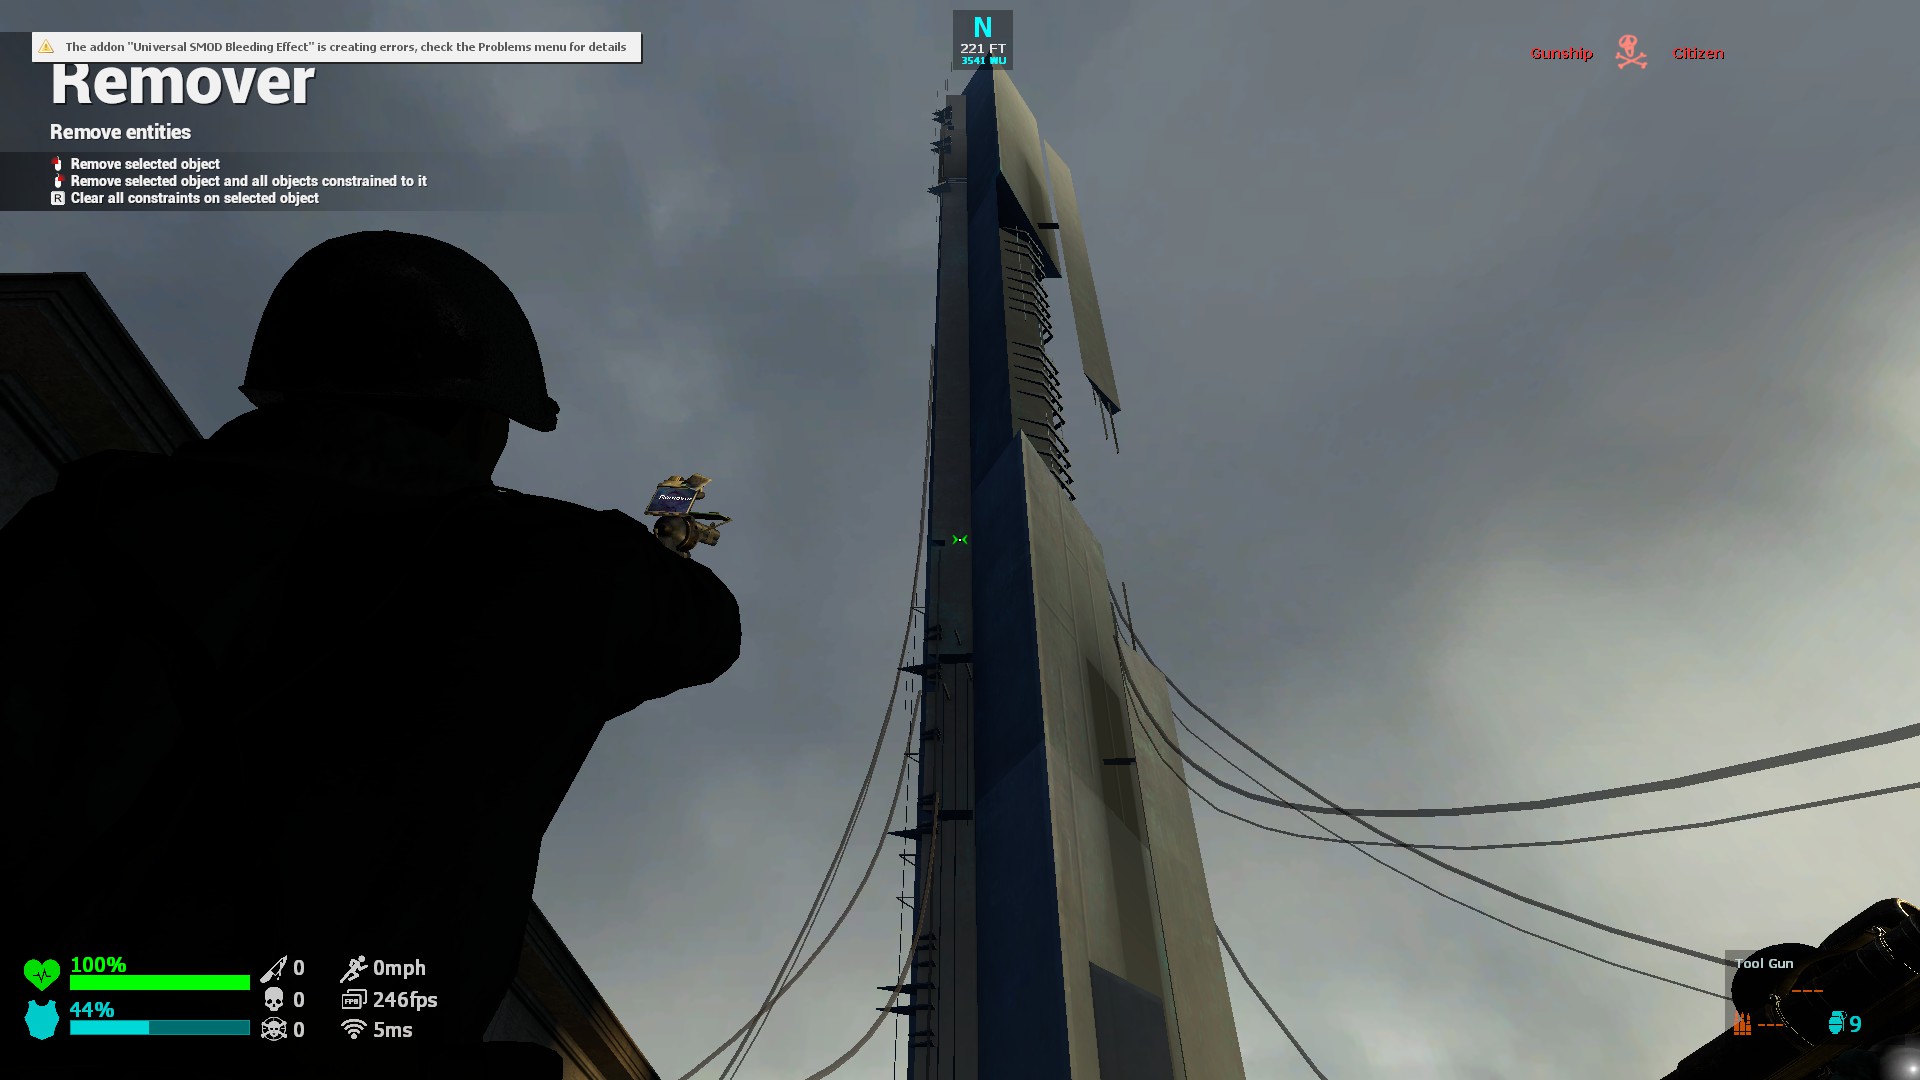 The addon "Universal SMOD Bleeding Effect" is creating errors, check the Problems menu for details
N
221 FT
3541 WU
Gunship Citizen
Remover
Remove entities
Remove selected object
Remove selected object and all objects constrained to it
R Clear all constraints on selected object
Remover
100%
0
0mph
44%
0
FPS 246fps
0
5ms
Tool Gun
9